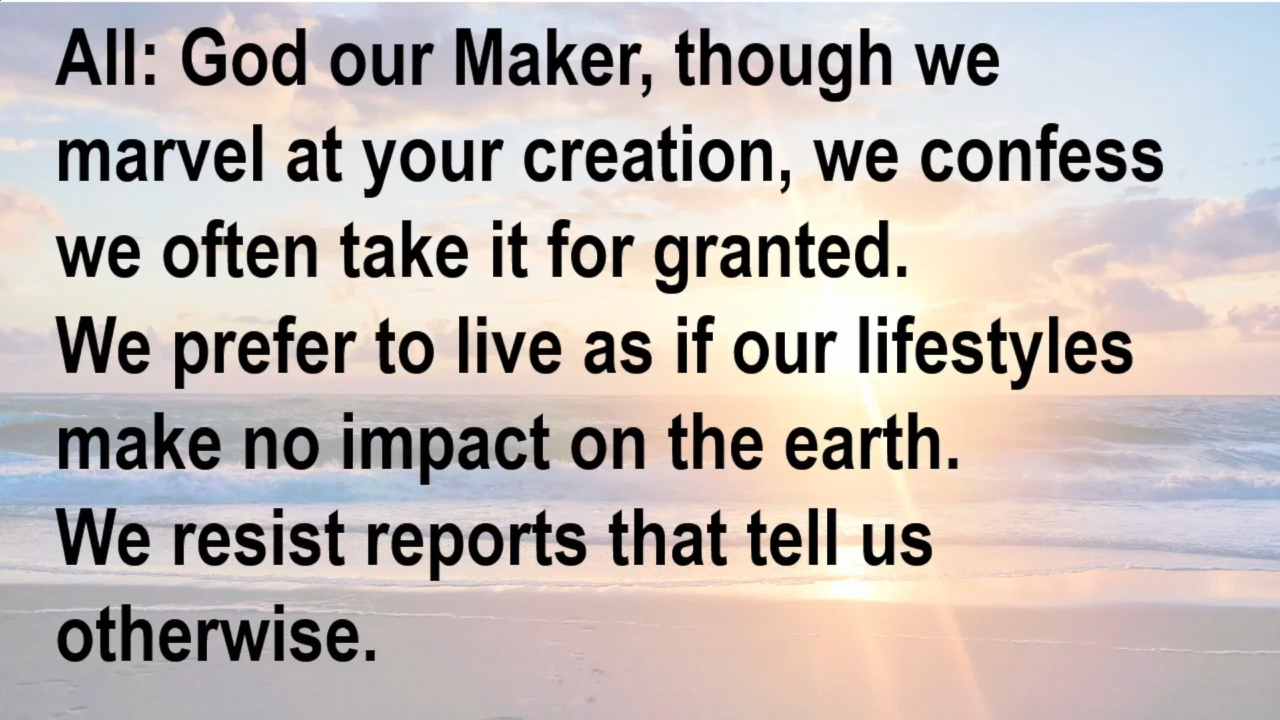 All: God our Maker, though we
marvel at your creation, we confess
we often take it for granted.
We prefer to live as if our lifestyles
make no impact on the earth.
We resist reports that tell us
otherwise.